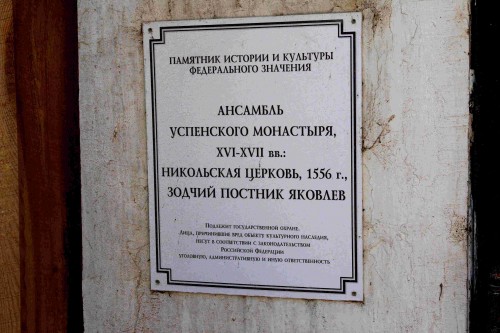 ПАМЯТНИК ИСТОРИИ И КУЛЬТУРЫ
ФЕДЕРАЛЬНОГО ЗНАЧЕНИЯ
АНСАМБЛЬ
УСПЕНСКОГО МОНАСТЫРЯ,
XVI-XVII вв.:
НИКОЛЬСКАЯ ЦЕРКОВЬ, 1556 г.,
ЗОДЧИЙ ПОСТНИК ЯКОВЛЕВ
Подлежит государственной охране.
Лица, причинившие вред объекту культурного наследия,
несут в соответствии с законодательством
Российской Федерации
уголовную, административную и иную ответственность